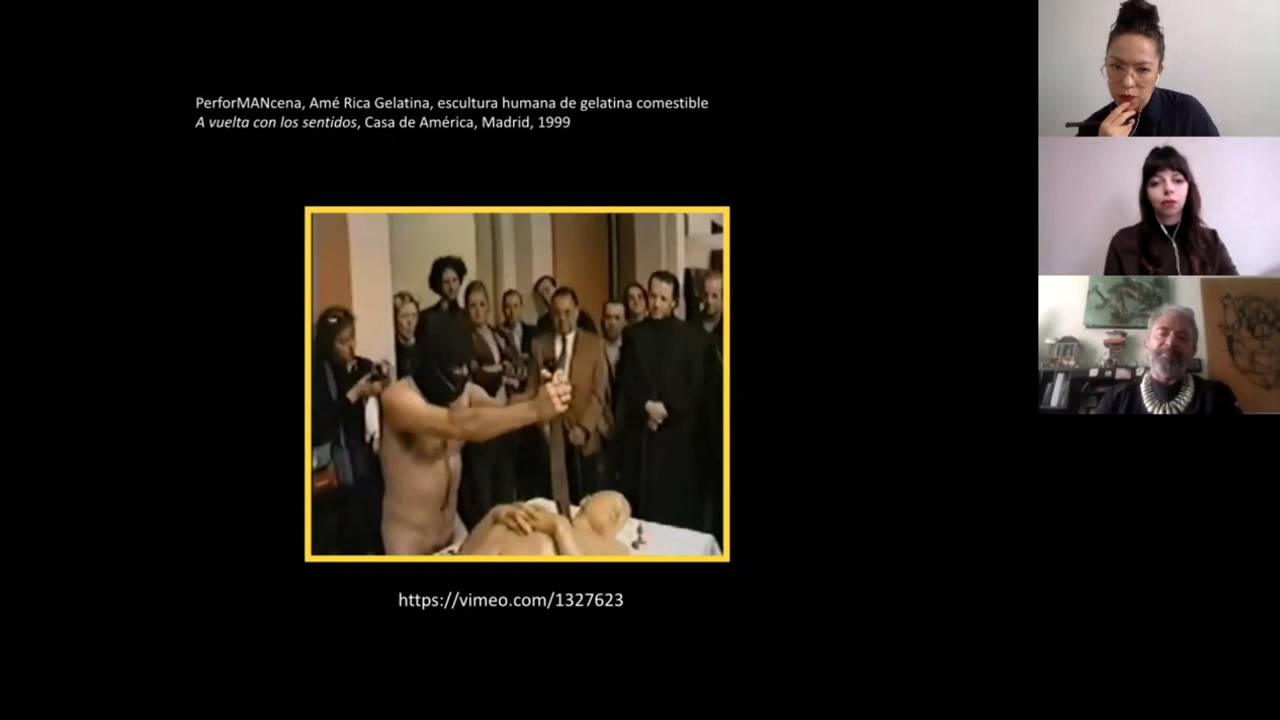 PerforMANcena, Amé Rica Gelatina, escultura humana de gelatina comestible
A vuelta con los sentidos, Casa de América, Madrid, 1999
https://vimeo.com/1327623